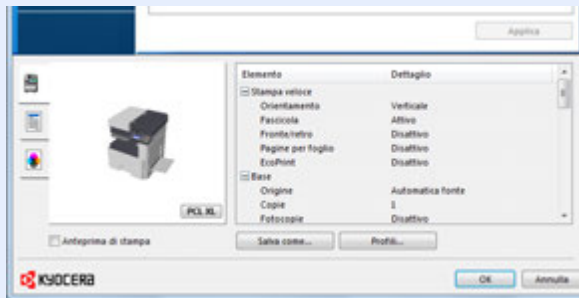 Applica
Elemento Dettaglio
Stampa veloce
Orientamento Verticale
Fascicola Attivo
Fronte/retro Disattivo
Pagine per foglio Disattivo
EcoPrint Disattivo
Base
Origine Automatica fonte
Copie 1
Fotocopie Disattivo
PCL XL
Anteprima di stampa Salva come... Profili...
KYOCERA OK Annulla